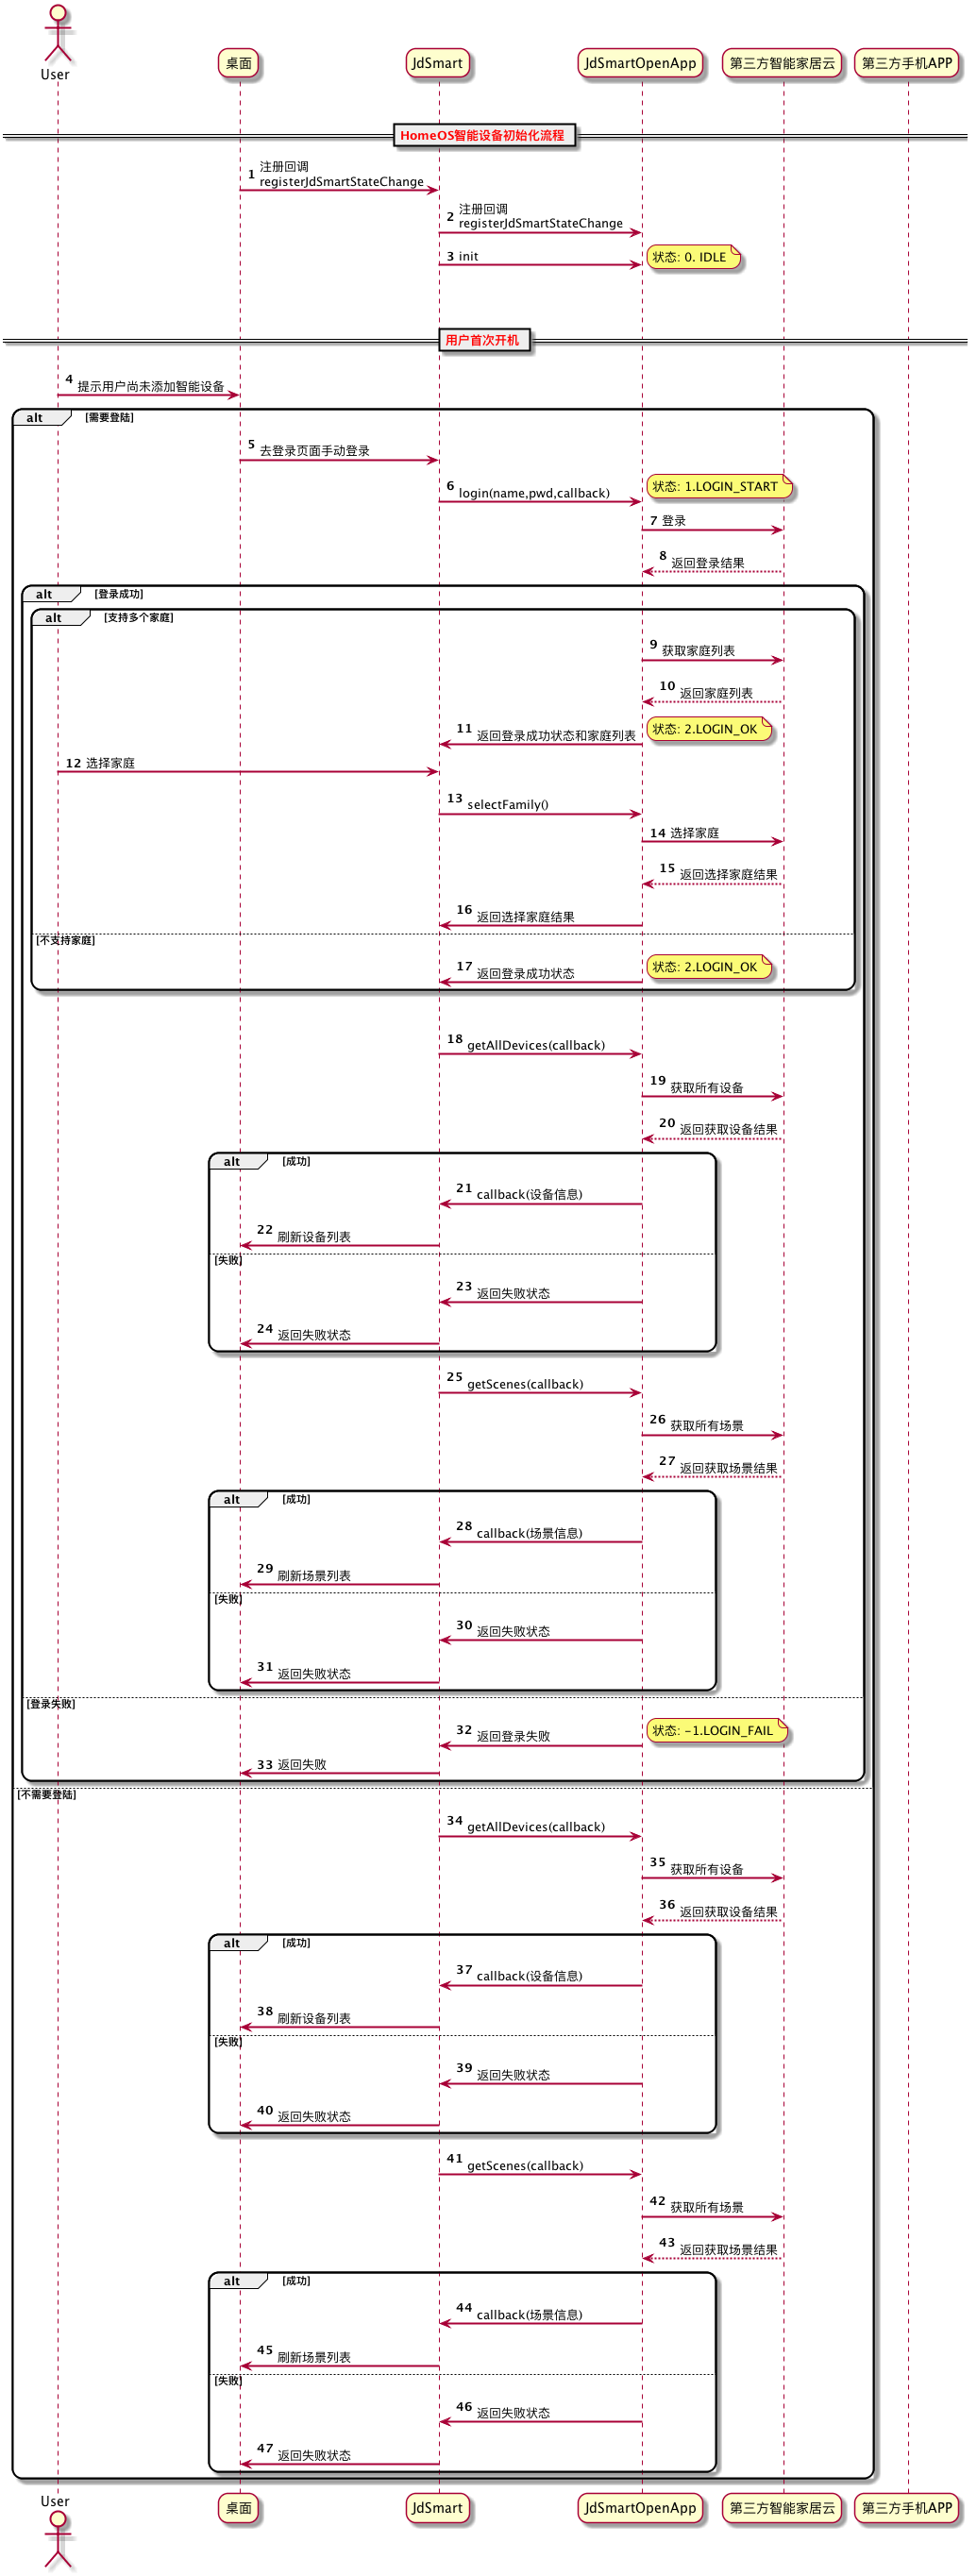 User
桌面
JdSmart
JdSmartOpenApp
第三方智能家居云
第三方手机APP
HomeOS智能设备初始化流程
1 注册回调
registerJdSmartStateChange
2 注册回调
registerJdSmartStateChange
3 init
状态: 0. IDLE
用户首次开机
4 提示用户尚未添加智能设备
alt [需要登陆]
5 去登录页面手动登录
6 login(name,pwd,callback)
状态: 1.LOGIN_START
7 登录
8 返回登录结果
alt [登录成功]
alt [支持多个家庭]
9 获取家庭列表
10 返回家庭列表
11 返回登录成功状态和家庭列表
状态: 2.LOGIN_OK
12 选择家庭
13 selectFamily()
14 选择家庭
15 返回选择家庭结果
16 返回选择家庭结果
[不支持家庭]
17 返回登录成功状态
状态: 2.LOGIN_OK
18 getAllDevices(callback)
19 获取所有设备
20 返回获取设备结果
alt [成功]
21 callback(设备信息)
22 刷新设备列表
[失败]
23 返回失败状态
24 返回失败状态
25 getScenes(callback)
26 获取所有场景
27 返回获取场景结果
alt [成功]
28 callback(场景信息)
29 刷新场景列表
[失败]
30 返回失败状态
31 返回失败状态
[登录失败]
32 返回登录失败
状态: -1.LOGIN_FAIL
33 返回失败
[不需要登陆]
34 getAllDevices(callback)
35 获取所有设备
36 返回获取设备结果
alt [成功]
37 callback(设备信息)
38 刷新设备列表
[失败]
39 返回失败状态
40 返回失败状态
41 getScenes(callback)
42 获取所有场景
43 返回获取场景结果
alt [成功]
44 callback(场景信息)
45 刷新场景列表
[失败]
46 返回失败状态
47 返回失败状态
User
桌面
JdSmart
JdSmartOpenApp
第三方智能家居云
第三方手机APP